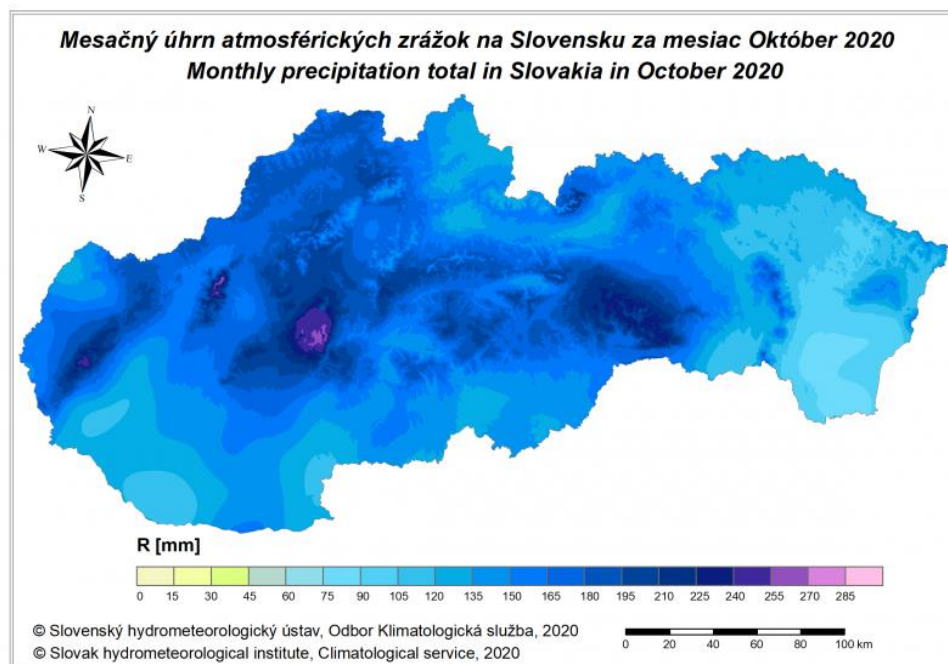 Mesačný úhrn atmosférických zrážok na Slovensku za mesiac Október 2020
Monthly precipitation total in Slovakia in October 2020
N
W E
S
R [mm]
0 15 30 45 60 75 90 105 120 135 150 165 180 195 210 225 240 255 270 285
© Slovenský hydrometeorologický ústav, Odbor Klimatologická služba, 2020
0 20 40 60 80 100 km
© Slovak hydrometeorological institute, Climatological service, 2020